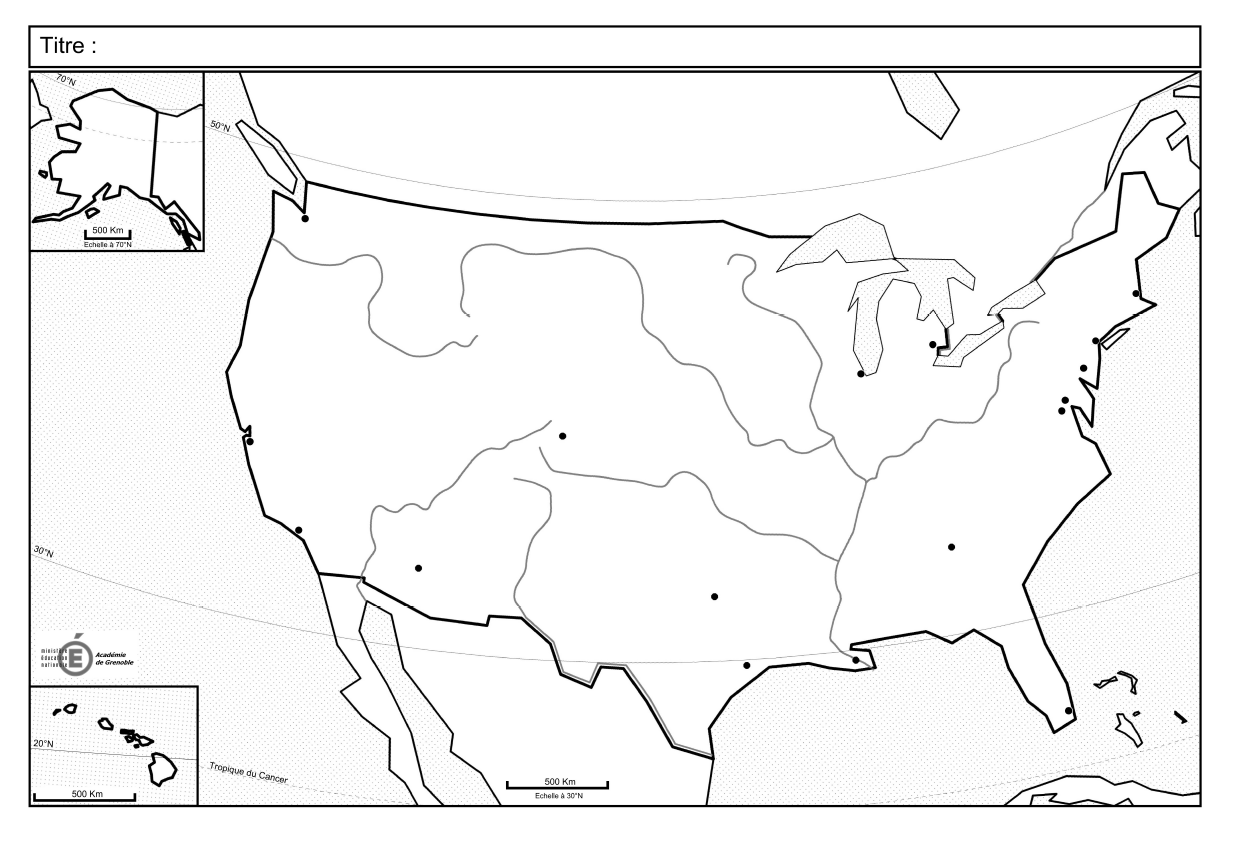 Titre :
70°N
50°N
500 Km
Echelle à 70°N
30°N
ministère
éducation
nationale
É
Académie
de Grenoble
20°N
Tropique du Cancer
500 Km
500 Km
Echelle à 30°N